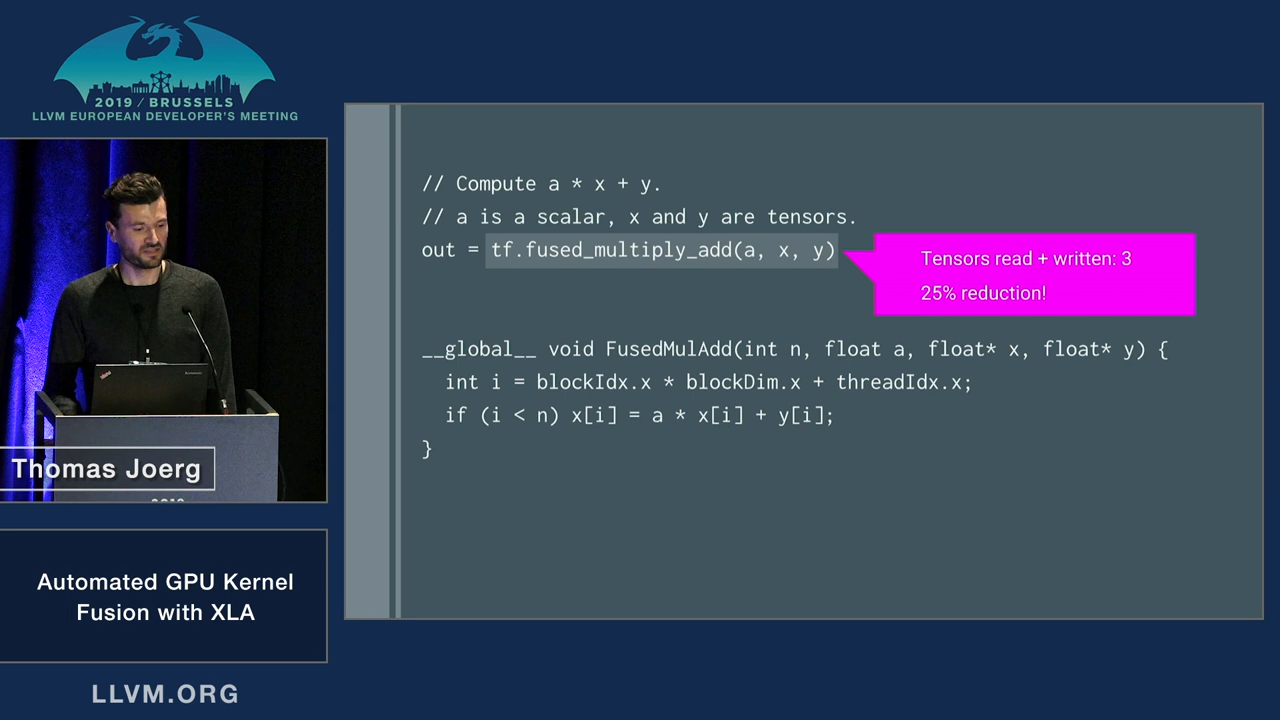 2019 / BRUSSELS
LLVM EUROPEAN DEVELOPER'S MEETING
// Compute a * x + y.
// a is a scalar, x and y are tensors.
out = tf.fused_multiply_add(a, x, y)
Tensors read + written: 3
25% reduction!
__global__ void FusedMulAdd(int n, float a, float* x, float* y) {
int i = blockIdx.x * blockDim.x + threadIdx.x;
if (i < n) x[i] = a * x[i] + y[i];
}
Thomas Joerg
Automated GPU Kernel
Fusion with XLA
LLVM.ORG